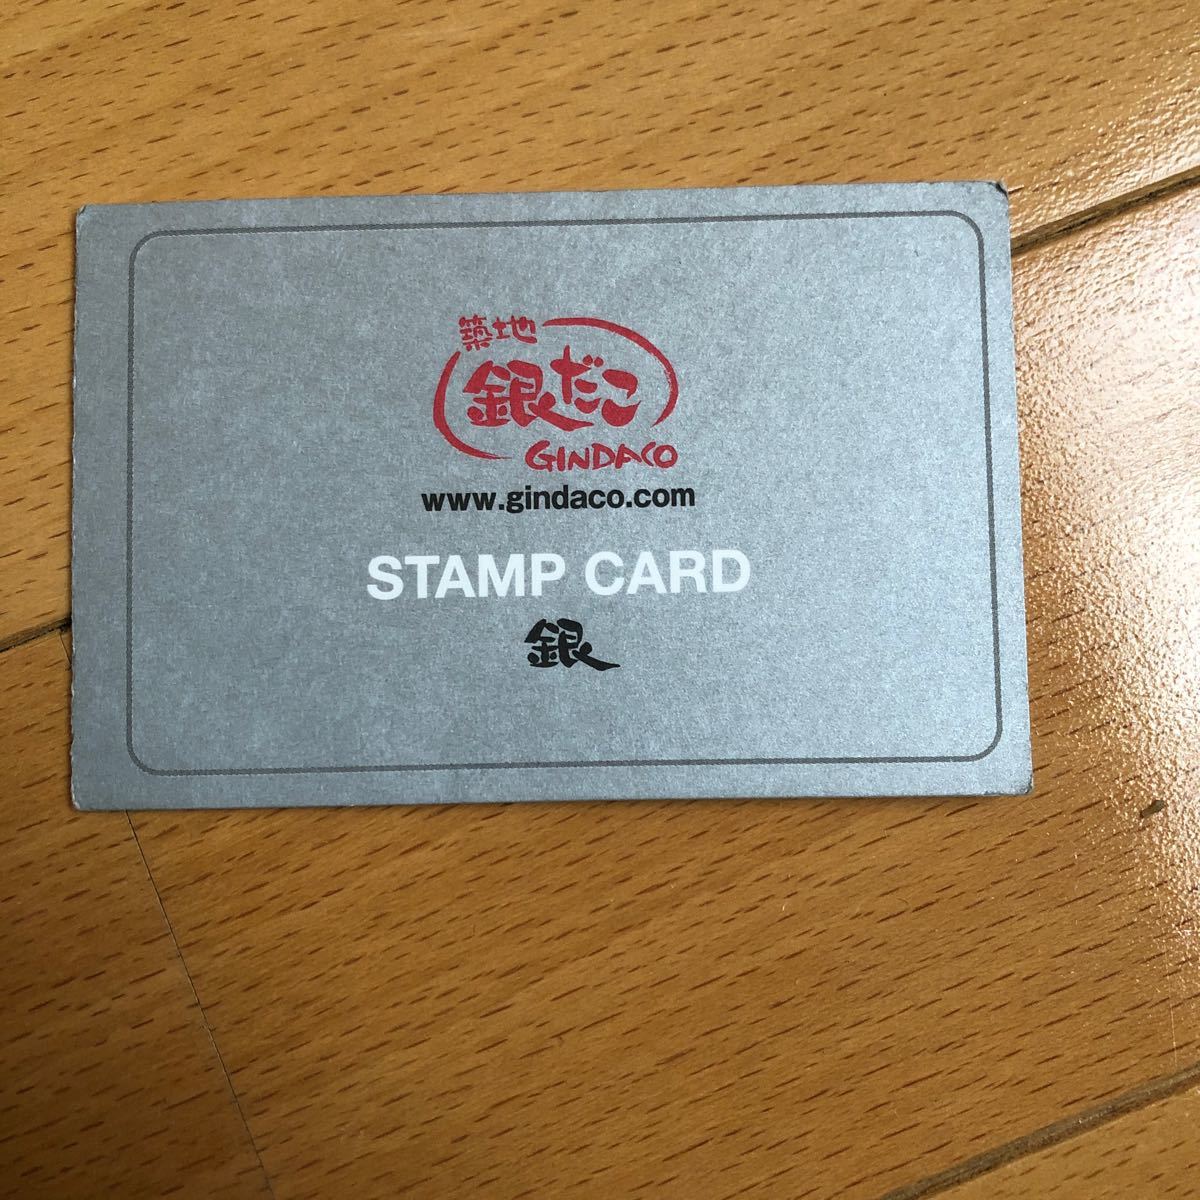 築地
銀だこ
GINDACO
www.gindaco.com
STAMP CARD
銀